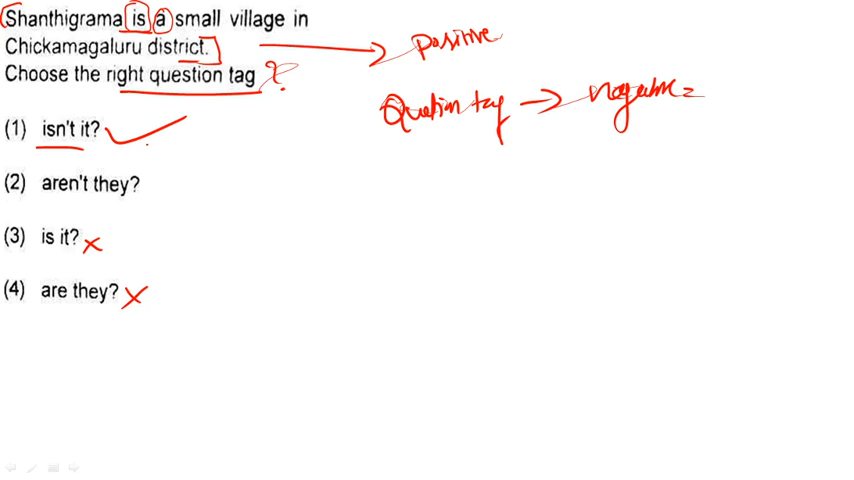 Shanthigrama is a small village in
Chickamagaluru district.
Choose the right question tag ?
Positive
Question tag → negative
(1) isn't it?
(2) aren't they?
(3) is it? x
(4) are they? x